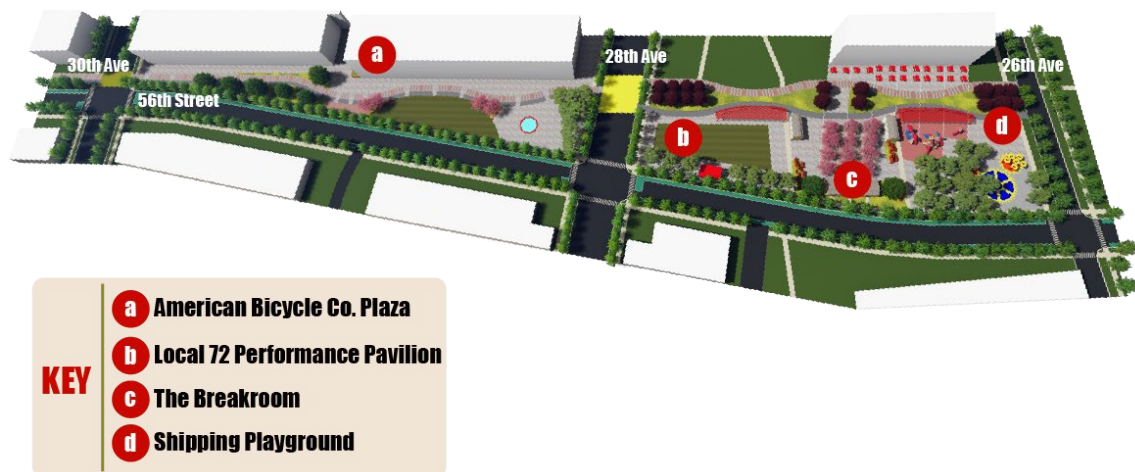 30th Ave
a
28th Ave
26th Ave
56th Street
b
d
c
KEY
a American Bicycle Co. Plaza
b Local 72 Performance Pavilion
c The Breakroom
d Shipping Playground